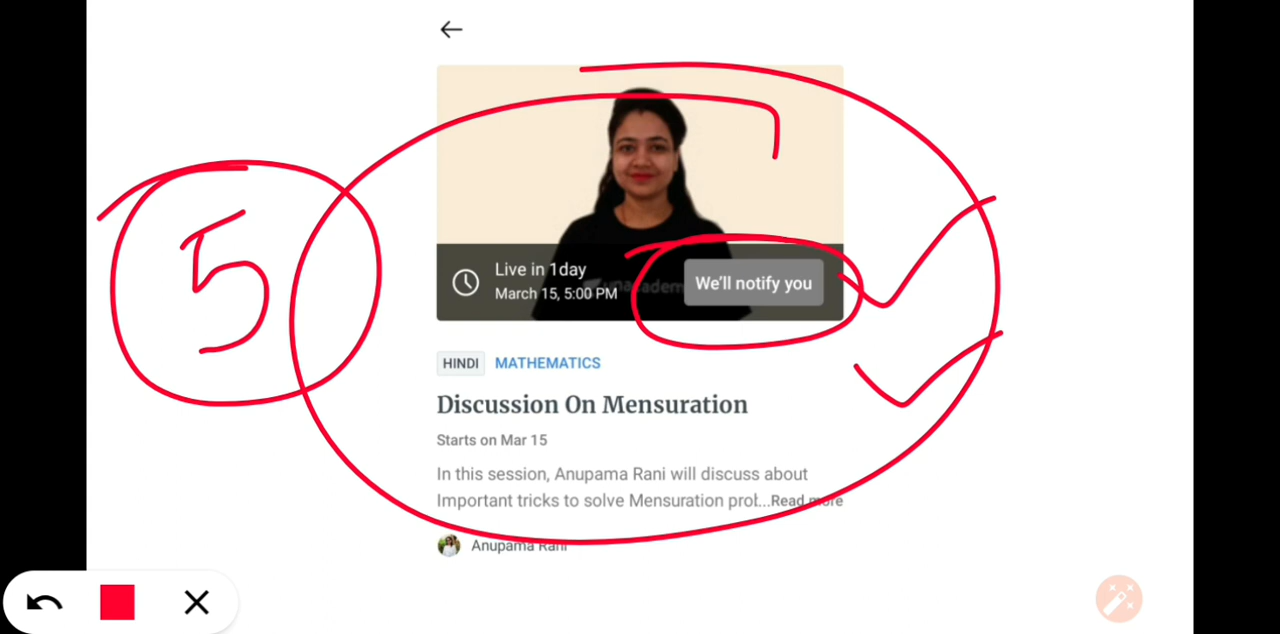 5
Live in 1day
March 15, 5:00 PM
We'll notify you
HINDI MATHEMATICS
Discussion On Mensuration
Starts on Mar 15
In this session, Anupama Rani will discuss about
Important tricks to solve Mensuration prol...Read more
Anupama Rani